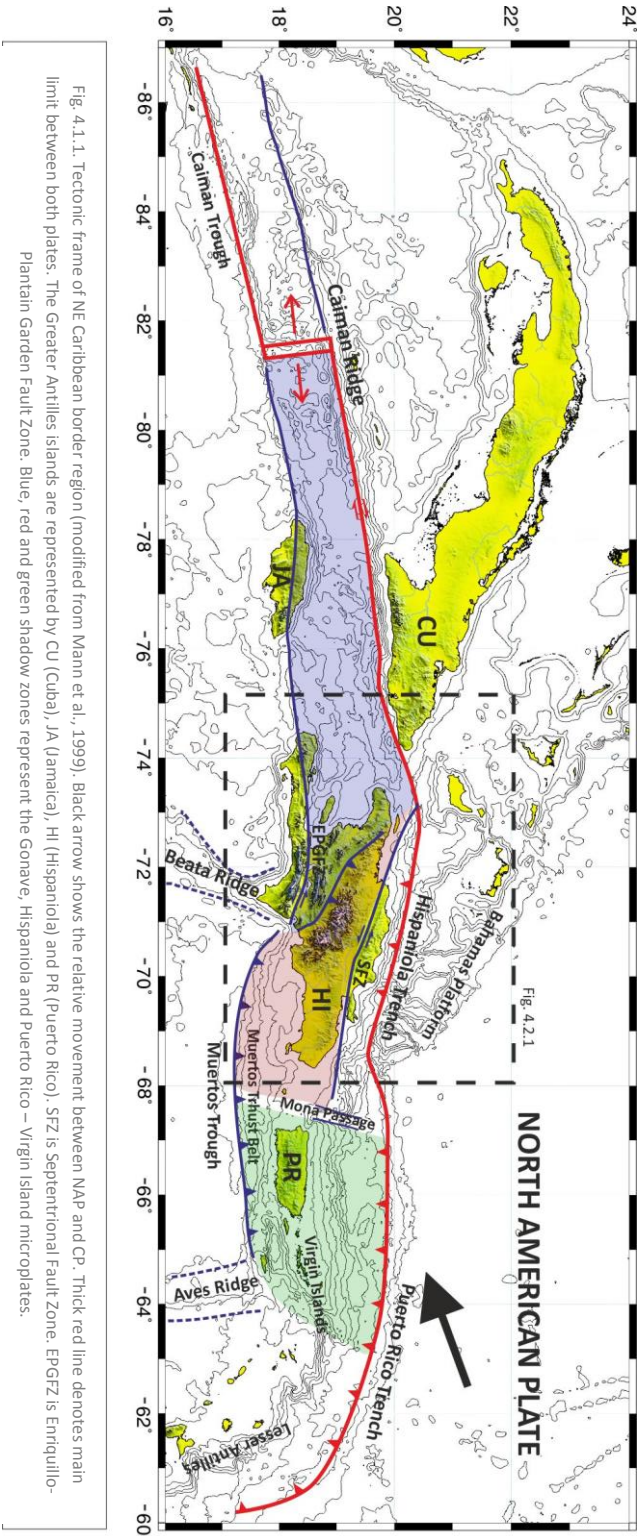 24°
22°
20°
18°
16°
-86°
-84°
-82°
-80°
-78°
-76°
-74°
-72°
-70°
-68°
-66°
-64°
-62°
-60
NORTH AMERICAN PLATE
Fig. 4.2.1
Bahamas Platform
Hispaniola Trench
Puerto Rico Trench
CU
Caiman Ridge
Caiman Trough
JA
EPGFZ
SFZ
HI
Beata Ridge
Mona Passage
Muertos Trhust Belt
Muertos Trough
PR
Virgin Islands
Aves Ridge
Lesser Antilles
Fig. 4.1.1. Tectonic frame of NE Caribbean border region (modified from Mann et al., 1999). Black arrow shows the relative movement between NAP and CP. Thick red line denotes main
limit between both plates. The Greater Antilles islands are represented by CU (Cuba), JA (Jamaica), HI (Hispaniola) and PR (Puerto Rico). SFZ is Septentrional Fault Zone. EPGFZ is Enriquillo-
Plantain Garden Fault Zone. Blue, red and green shadow zones represent the Gonave, Hispaniola and Puerto Rico – Virgin Island microplates.